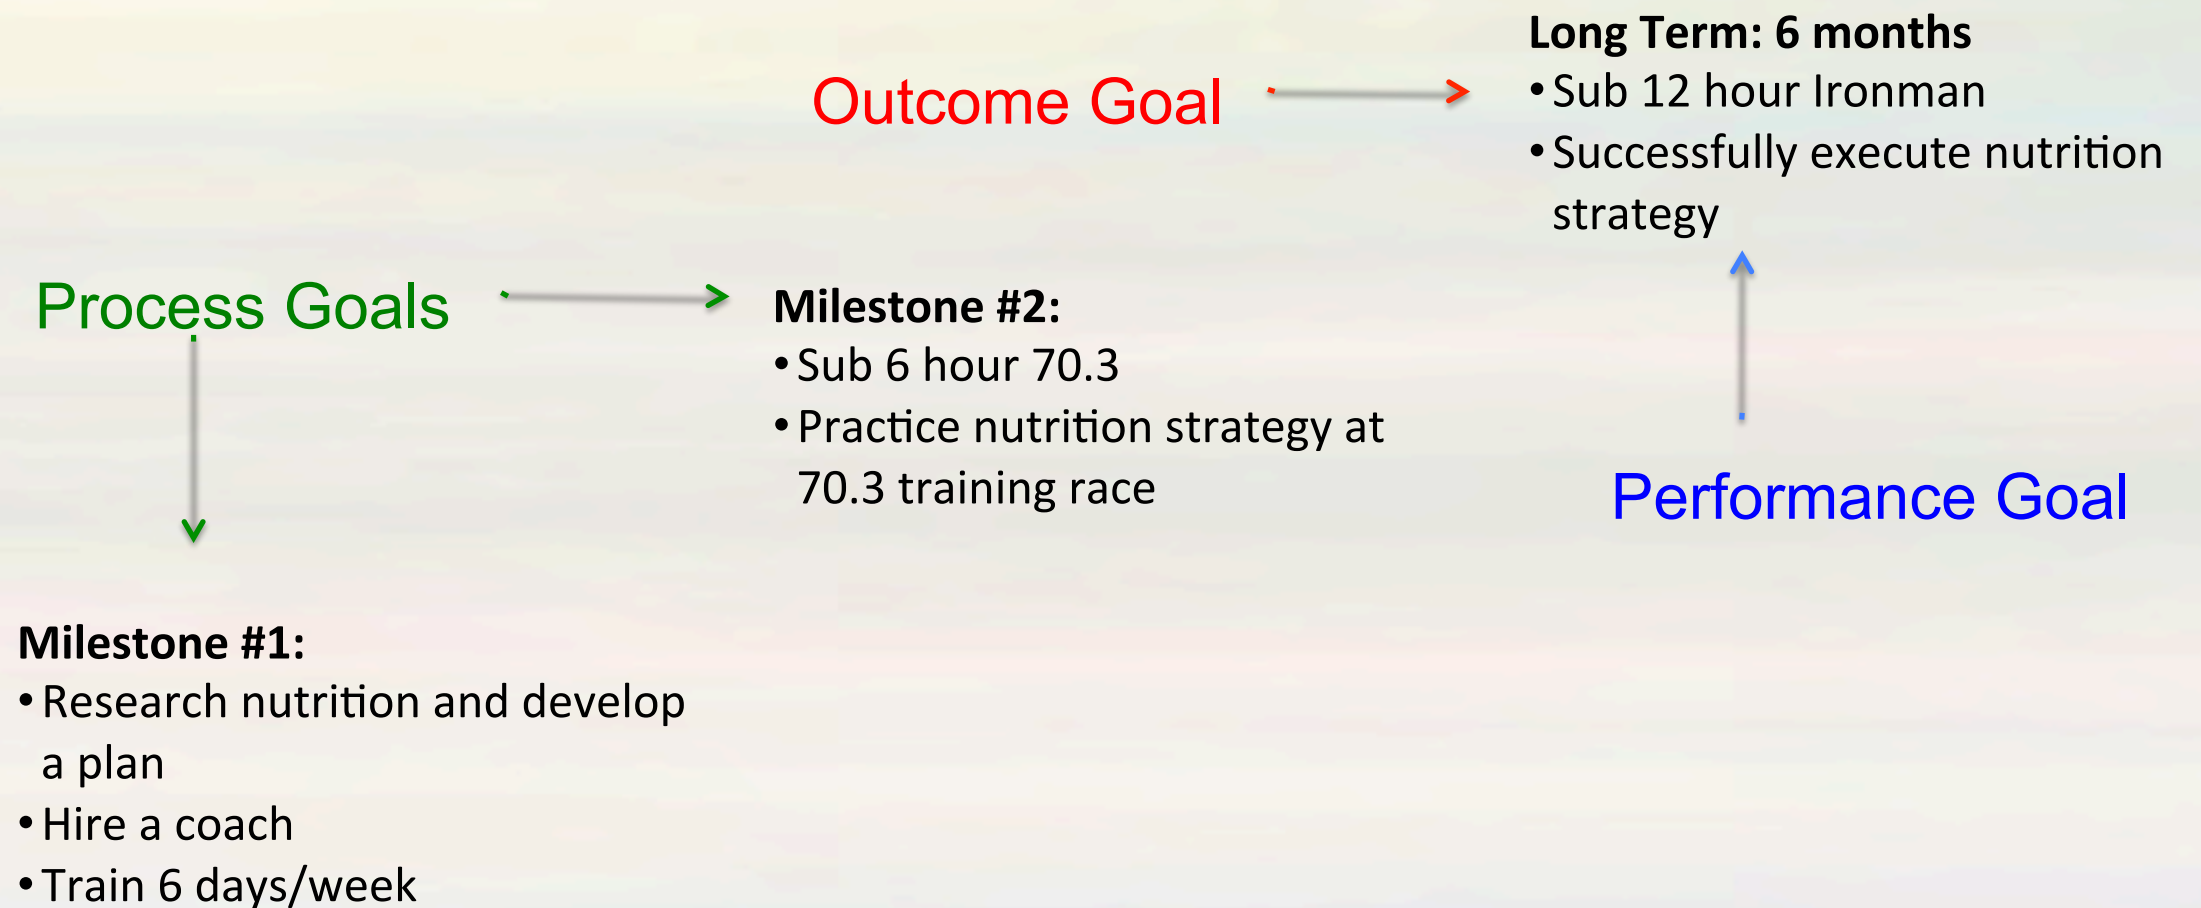 Long Term: 6 months
• Sub 12 hour Ironman
• Successfully execute nutrition
strategy
Outcome Goal
Process Goals
Milestone #2:
• Sub 6 hour 70.3
• Practice nutrition strategy at
70.3 training race
Performance Goal
Milestone #1:
• Research nutrition and develop
a plan
• Hire a coach
• Train 6 days/week